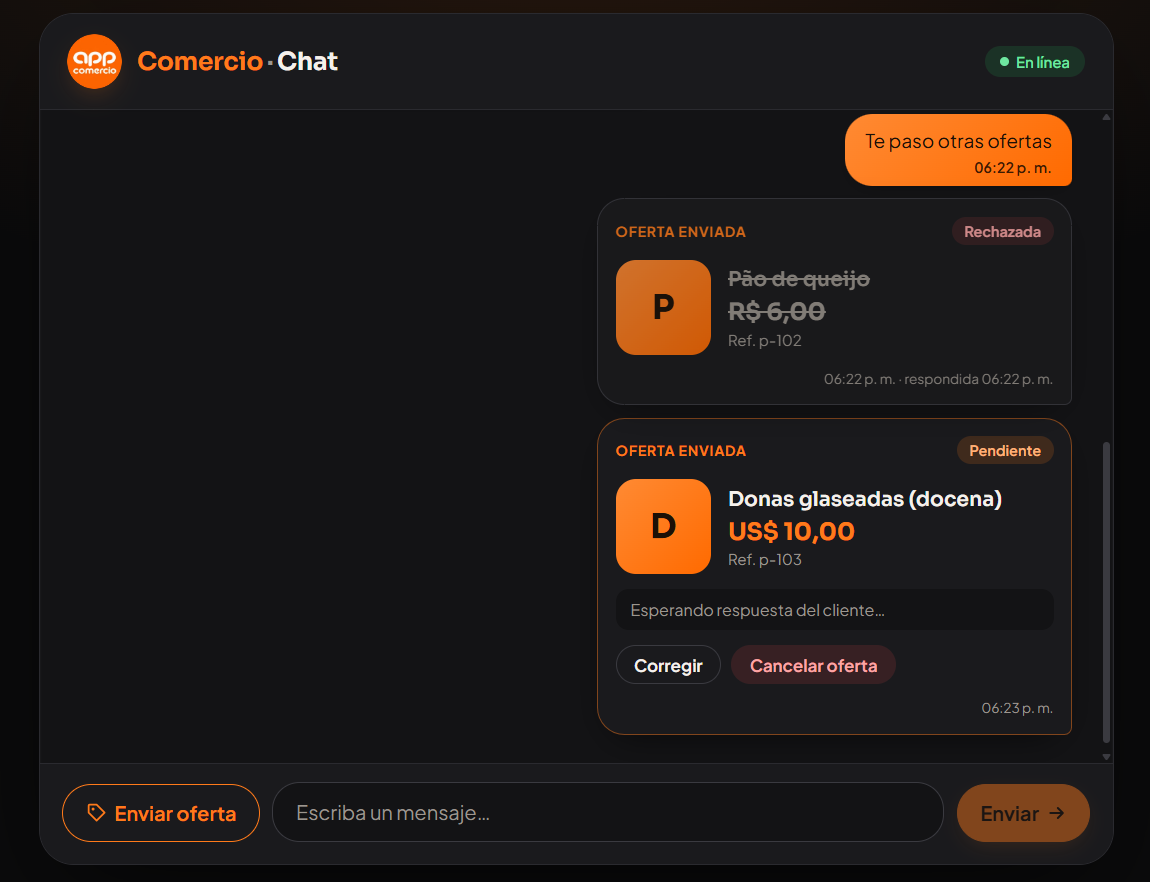 app
comercio
Comercio · Chat
En línea
Te paso otras ofertas
06:22 p. m.
OFERTA ENVIADA
Rechazada
P
Pão de queijo
R$ 6,00
Ref. p-102
06:22 p. m. · respondida 06:22 p. m.
OFERTA ENVIADA
Pendiente
D
Donas glaseadas (docena)
US$ 10,00
Ref. p-103
Esperando respuesta del cliente…
Corregir
Cancelar oferta
06:23 p. m.
Enviar oferta
Escriba un mensaje…
Enviar →